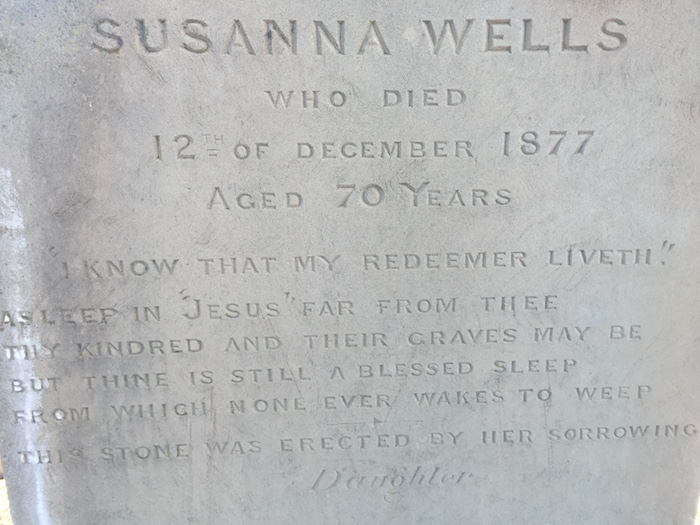 SUSANNA WELLS
WHO DIED
12TH OF DECEMBER 1877
AGED 70 YEARS
"I KNOW THAT MY REDEEMER LIVETH."
ASLEEP IN "JESUS" FAR FROM THEE
THY KINDRED AND THEIR GRAVES MAY BE
BUT THINE IS STILL A BLESSED SLEEP
FROM WHICH NONE EVER WAKES TO WEEP
THIS STONE WAS ERECTED BY HER SORROWING
Daughter